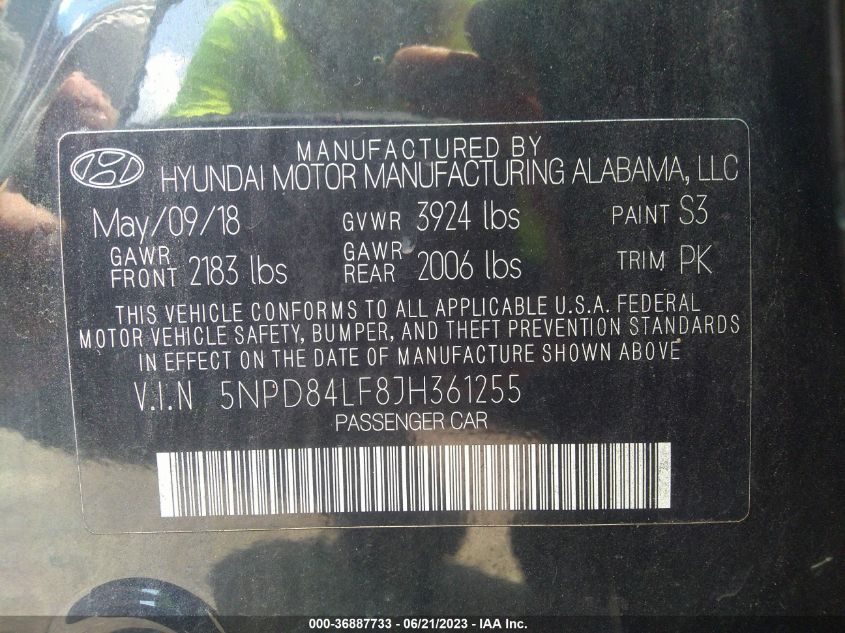 MANUFACTURED BY
HYUNDAI MOTOR MANUFACTURING ALABAMA, LLC
May/09/18 GVWR 3924 lbs PAINT S3
GAWR FRONT 2183 lbs GAWR REAR 2006 lbs TRIM PK
THIS VEHICLE CONFORMS TO ALL APPLICABLE U.S.A. FEDERAL
MOTOR VEHICLE SAFETY, BUMPER, AND THEFT PREVENTION STANDARDS
IN EFFECT ON THE DATE OF MANUFACTURE SHOWN ABOVE
V.I.N 5NPD84LF8JH361255
PASSENGER CAR
000-36887733 - 06/21/2023 - IAA Inc.